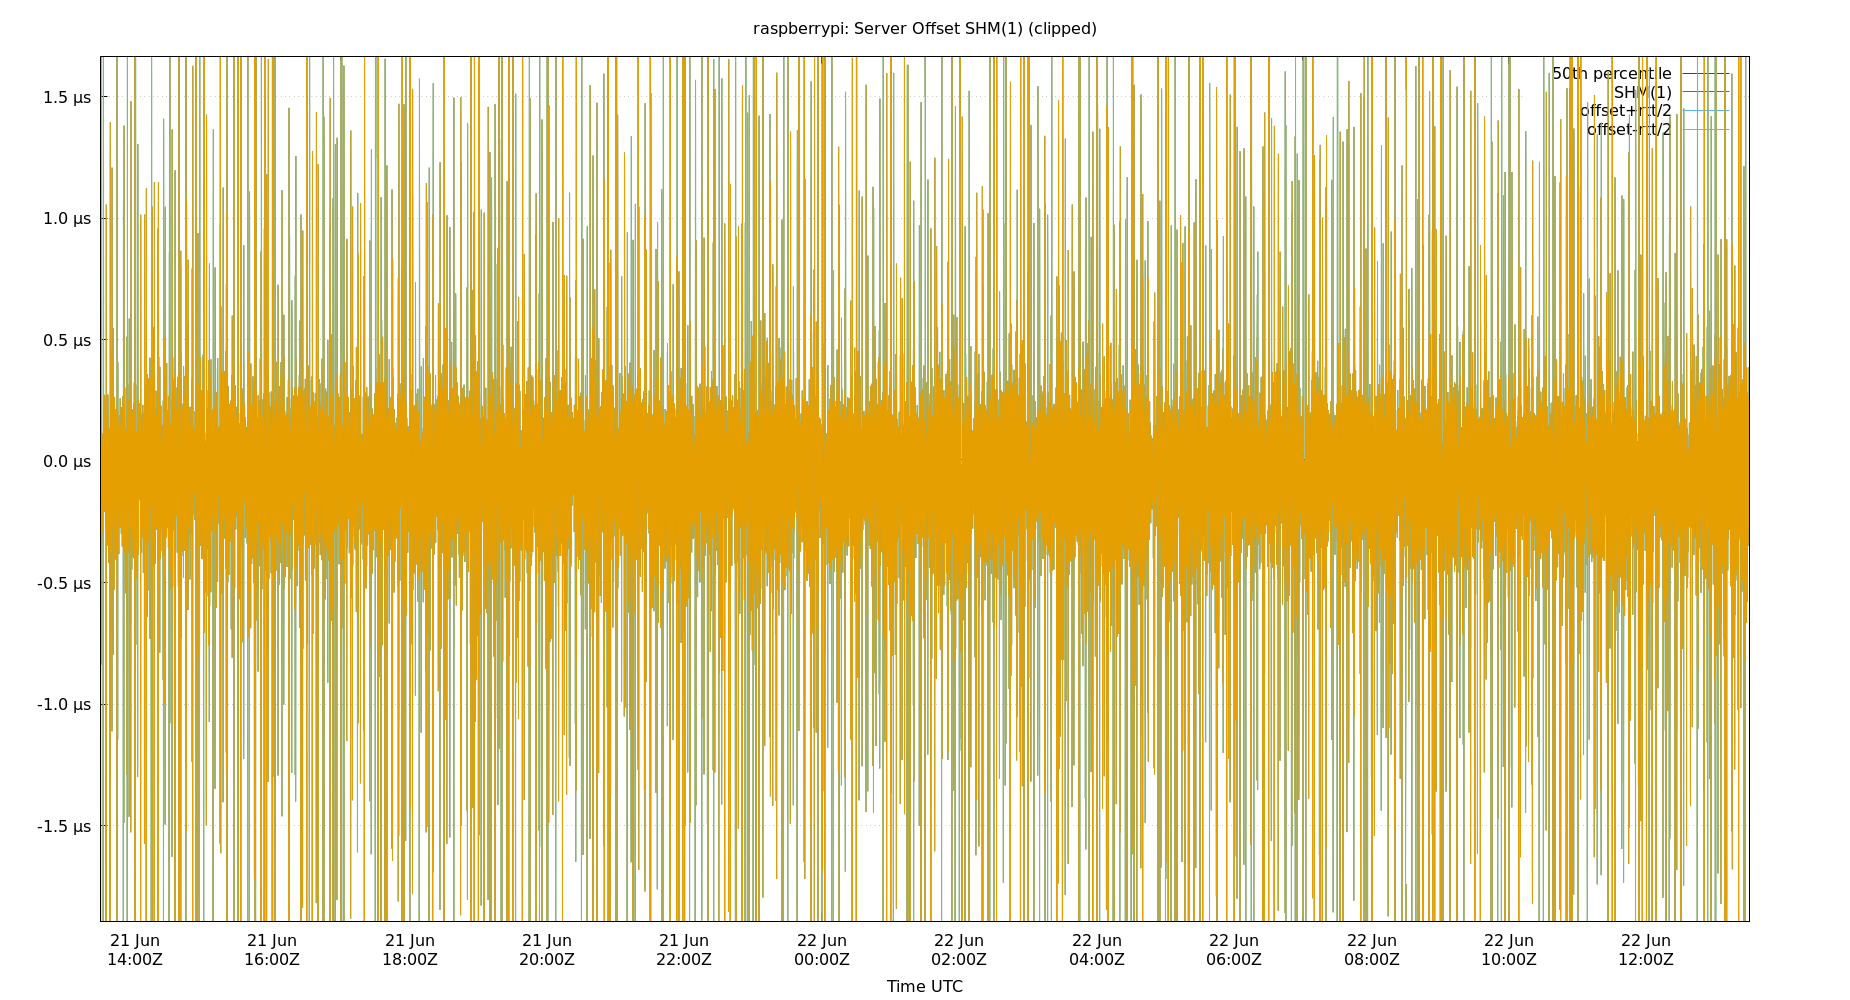 raspberrypi: Server Offset SHM(1) (clipped)
50th percentile
SHM(1)
offset+rtt/2
offset-rtt/2
1.5 µs
1.0 µs
0.5 µs
0.0 µs
-0.5 µs
-1.0 µs
-1.5 µs
21 Jun 21 Jun 21 Jun 21 Jun 21 Jun 22 Jun 22 Jun 22 Jun 22 Jun 22 Jun 22 Jun 22 Jun
14:00Z 16:00Z 18:00Z 20:00Z 22:00Z 00:00Z 02:00Z 04:00Z 06:00Z 08:00Z 10:00Z 12:00Z
Time UTC